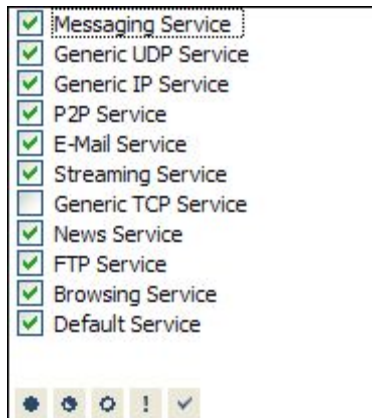 Messaging Service
Generic UDP Service
Generic IP Service
P2P Service
E-Mail Service
Streaming Service
Generic TCP Service
News Service
FTP Service
Browsing Service
Default Service
!